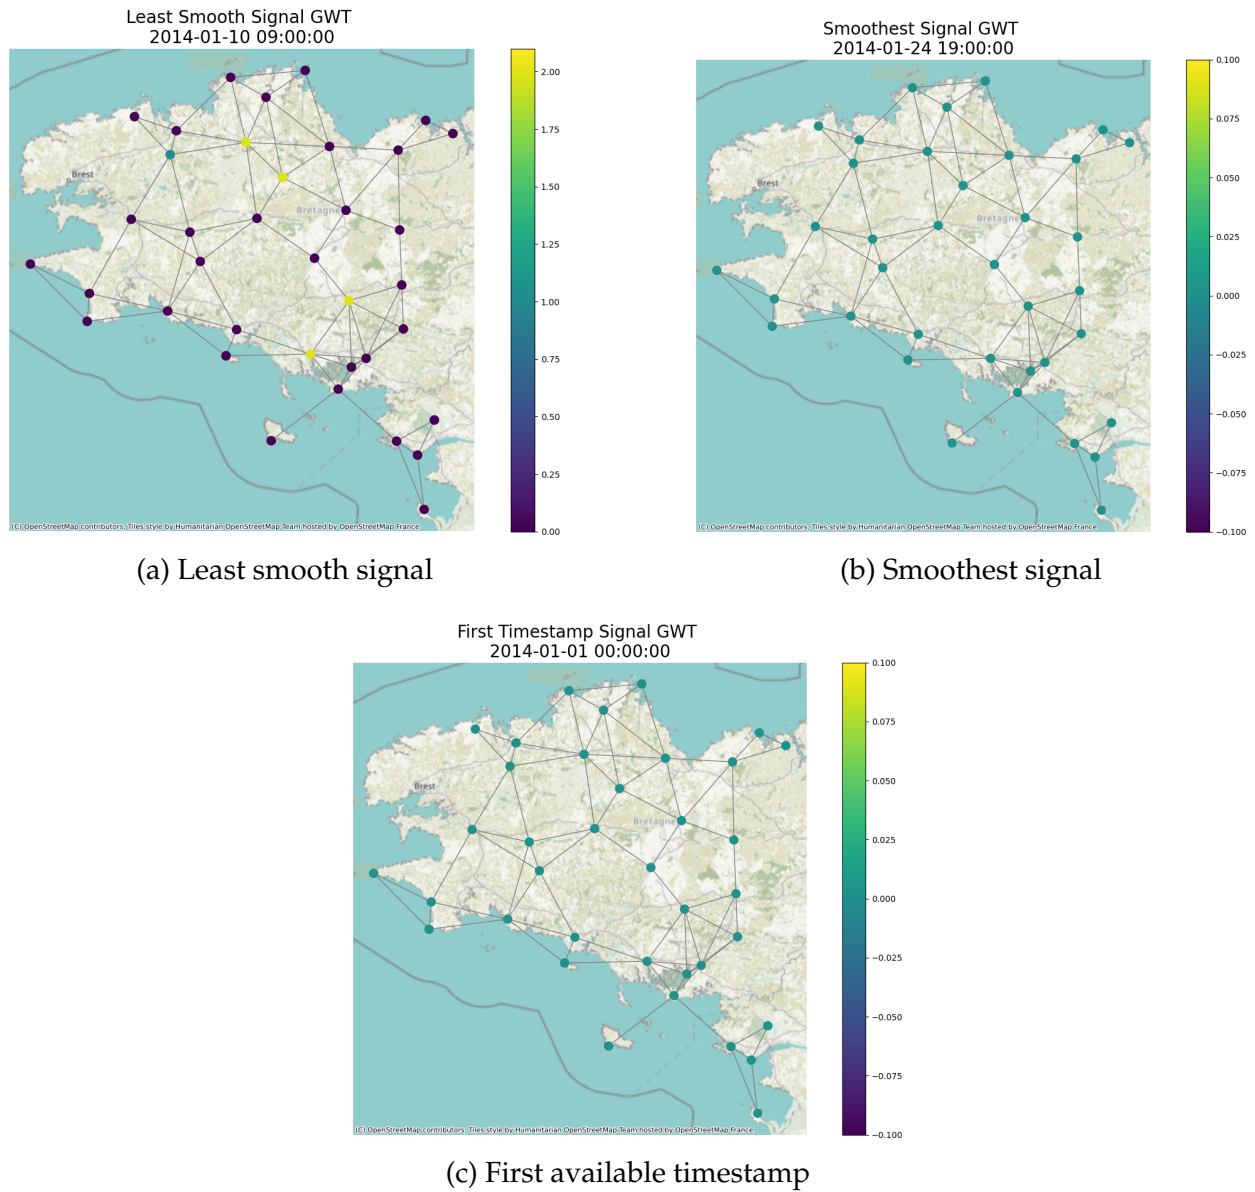 Least Smooth Signal GWT
2014-01-10 09:00:00
Brest
Bretagne
(C) OpenStreetMap contributors, Tiles style by Humanitarian OpenStreetMap Team hosted by OpenStreetMap France
2.00
1.75
1.50
1.25
1.00
0.75
0.50
0.25
0.00
(a) Least smooth signal
Smoothest Signal GWT
2014-01-24 19:00:00
Brest
Bretagne
(C) OpenStreetMap contributors, Tiles style by Humanitarian OpenStreetMap Team hosted by OpenStreetMap France
0.100
0.075
0.050
0.025
0.000
−0.025
−0.050
−0.075
−0.100
(b) Smoothest signal
First Timestamp Signal GWT
2014-01-01 00:00:00
Brest
Bretagne
(C) OpenStreetMap contributors, Tiles style by Humanitarian OpenStreetMap Team hosted by OpenStreetMap France
0.100
0.075
0.050
0.025
0.000
−0.025
−0.050
−0.075
−0.100
(c) First available timestamp